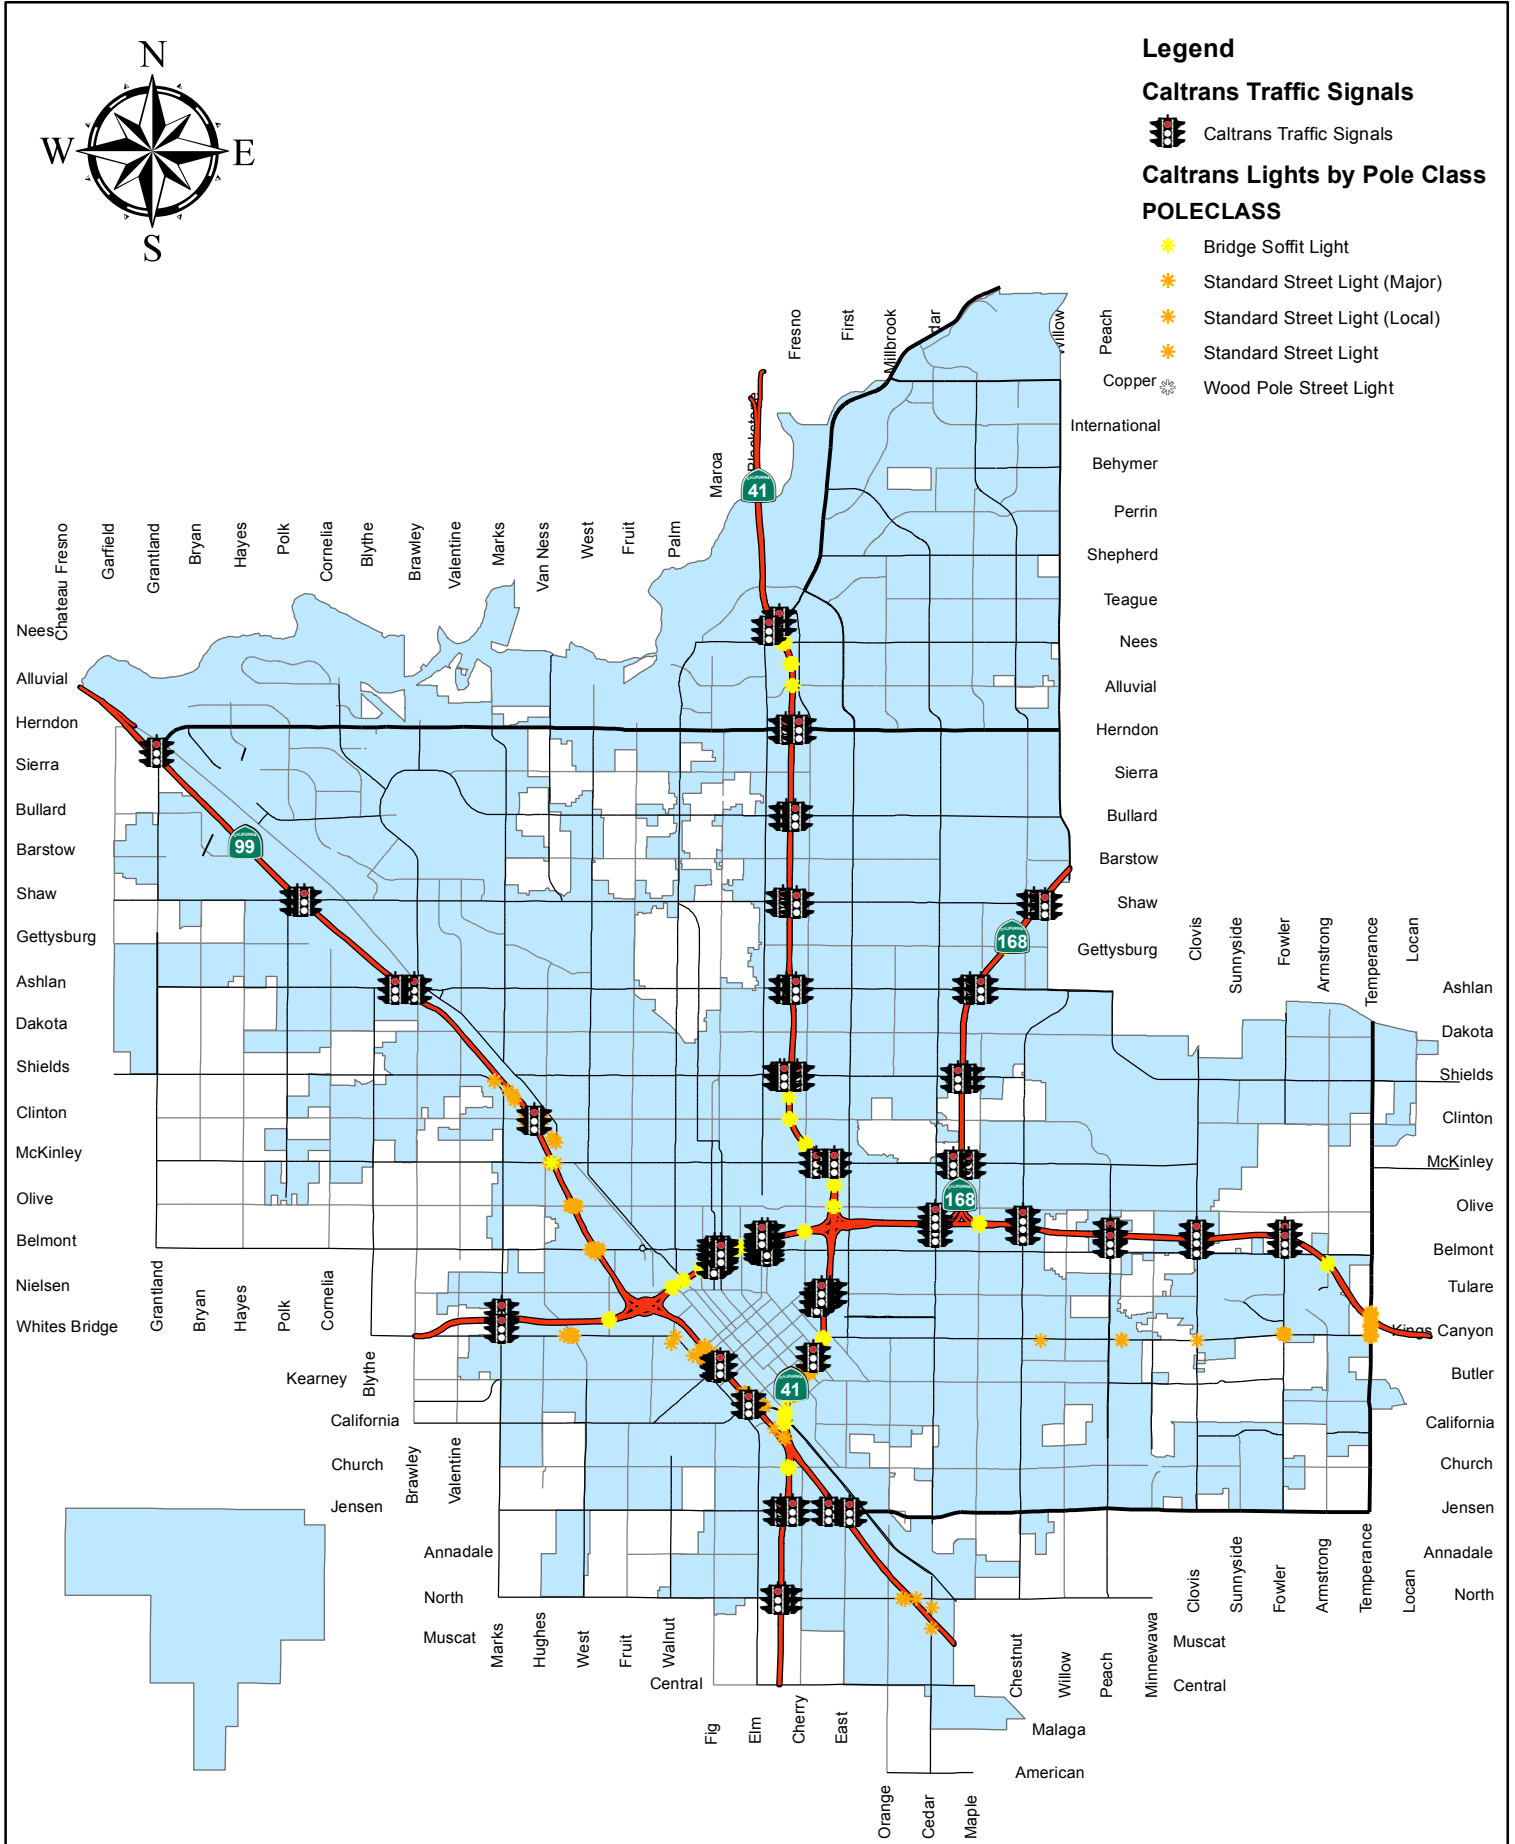 N
W
E
S
Legend
Caltrans Traffic Signals
Caltrans Traffic Signals
Caltrans Lights by Pole Class
POLECLASS
Bridge Soffit Light
Standard Street Light (Major)
Standard Street Light (Local)
Standard Street Light
Wood Pole Street Light
Fresno
First
Millbrook
dar
Willow
Peach
Copper
International
Behymer
Perrin
Shepherd
Teague
Nees
Alluvial
Herndon
Sierra
Bullard
Barstow
Shaw
Gettysburg
Maroa
CALIFORNIA
41
Chateau Fresno
Garfield
Grantland
Bryan
Hayes
Polk
Cornelia
Blythe
Brawley
Valentine
Marks
Van Ness
West
Fruit
Palm
Nees
Alluvial
Herndon
Sierra
Bullard
Barstow
Shaw
Gettysburg
Ashlan
Dakota
Shields
Clinton
McKinley
Olive
Belmont
Nielsen
Whites Bridge
CALIFORNIA
99
CALIFORNIA
168
Clovis
Sunnyside
Fowler
Armstrong
Temperance
Locan
Ashlan
Dakota
Shields
Clinton
McKinley
Olive
Belmont
Tulare
Kings Canyon
Butler
California
Church
Jensen
Annadale
North
CALIFORNIA
168
Grantland
Bryan
Hayes
Polk
Cornelia
Kearney
Blythe
California
Church
Jensen
Brawley
Valentine
CALIFORNIA
41
Annadale
North
Muscat
Marks
Hughes
West
Fruit
Walnut
Central
Fig
Elm
Cherry
East
Orange
Cedar
Maple
Chestnut
Willow
Peach
Minnewawa
Clovis
Sunnyside
Fowler
Armstrong
Temperance
Locan
Muscat
Central
Malaga
American